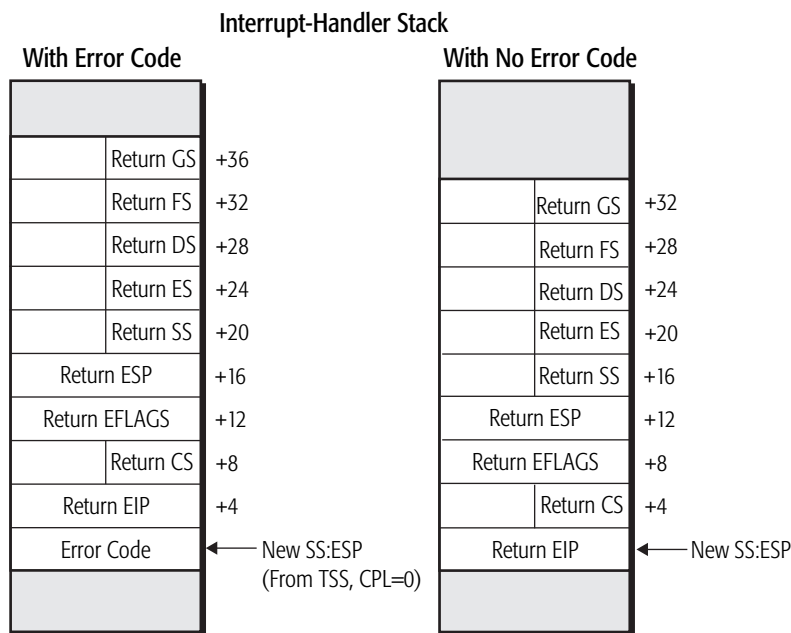 Interrupt-Handler Stack
With Error Code
Return GS +36
Return FS +32
Return DS +28
Return ES +24
Return SS +20
Return ESP +16
Return EFLAGS +12
Return CS +8
Return EIP +4
Error Code New SS:ESP
(From TSS, CPL=0)
With No Error Code
Return GS +32
Return FS +28
Return DS +24
Return ES +20
Return SS +16
Return ESP +12
Return EFLAGS +8
Return CS +4
Return EIP New SS:ESP